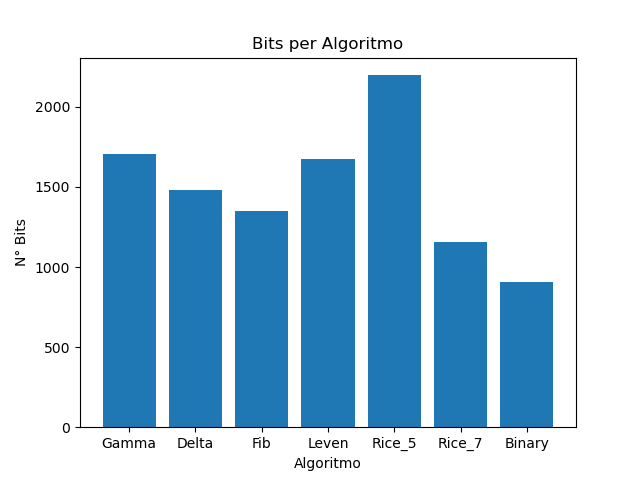 Bits per Algoritmo
2000
1500
1000
500
0
N° Bits
Gamma Delta Fib Leven Rice_5 Rice_7 Binary
Algoritmo